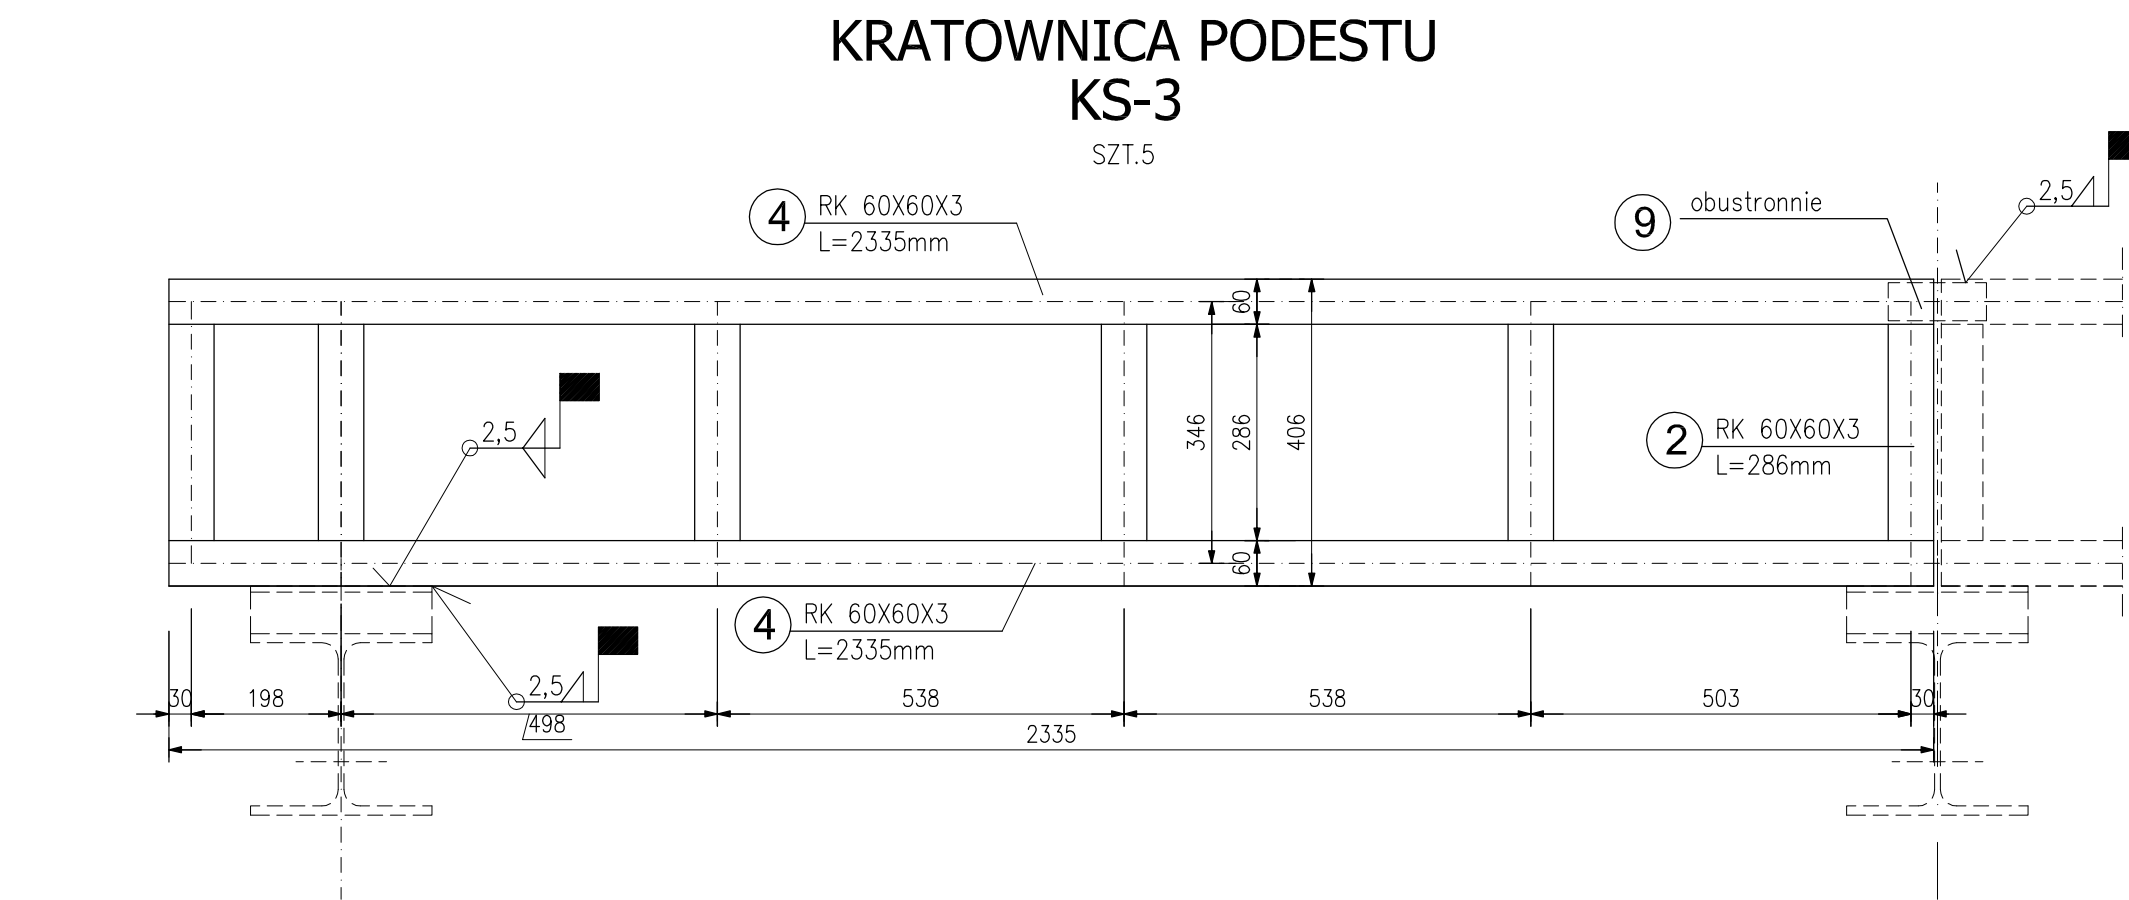 KRATOWNICA PODESTU
KS-3
SZT.5
4 RK 60X60X3
L=2335mm
9 obustronnie
2,5
60
346
286
406
60
2,5
2 RK 60X60X3
L=286mm
4 RK 60X60X3
L=2335mm
2,5
30 198 498 538 538 503 30
2335